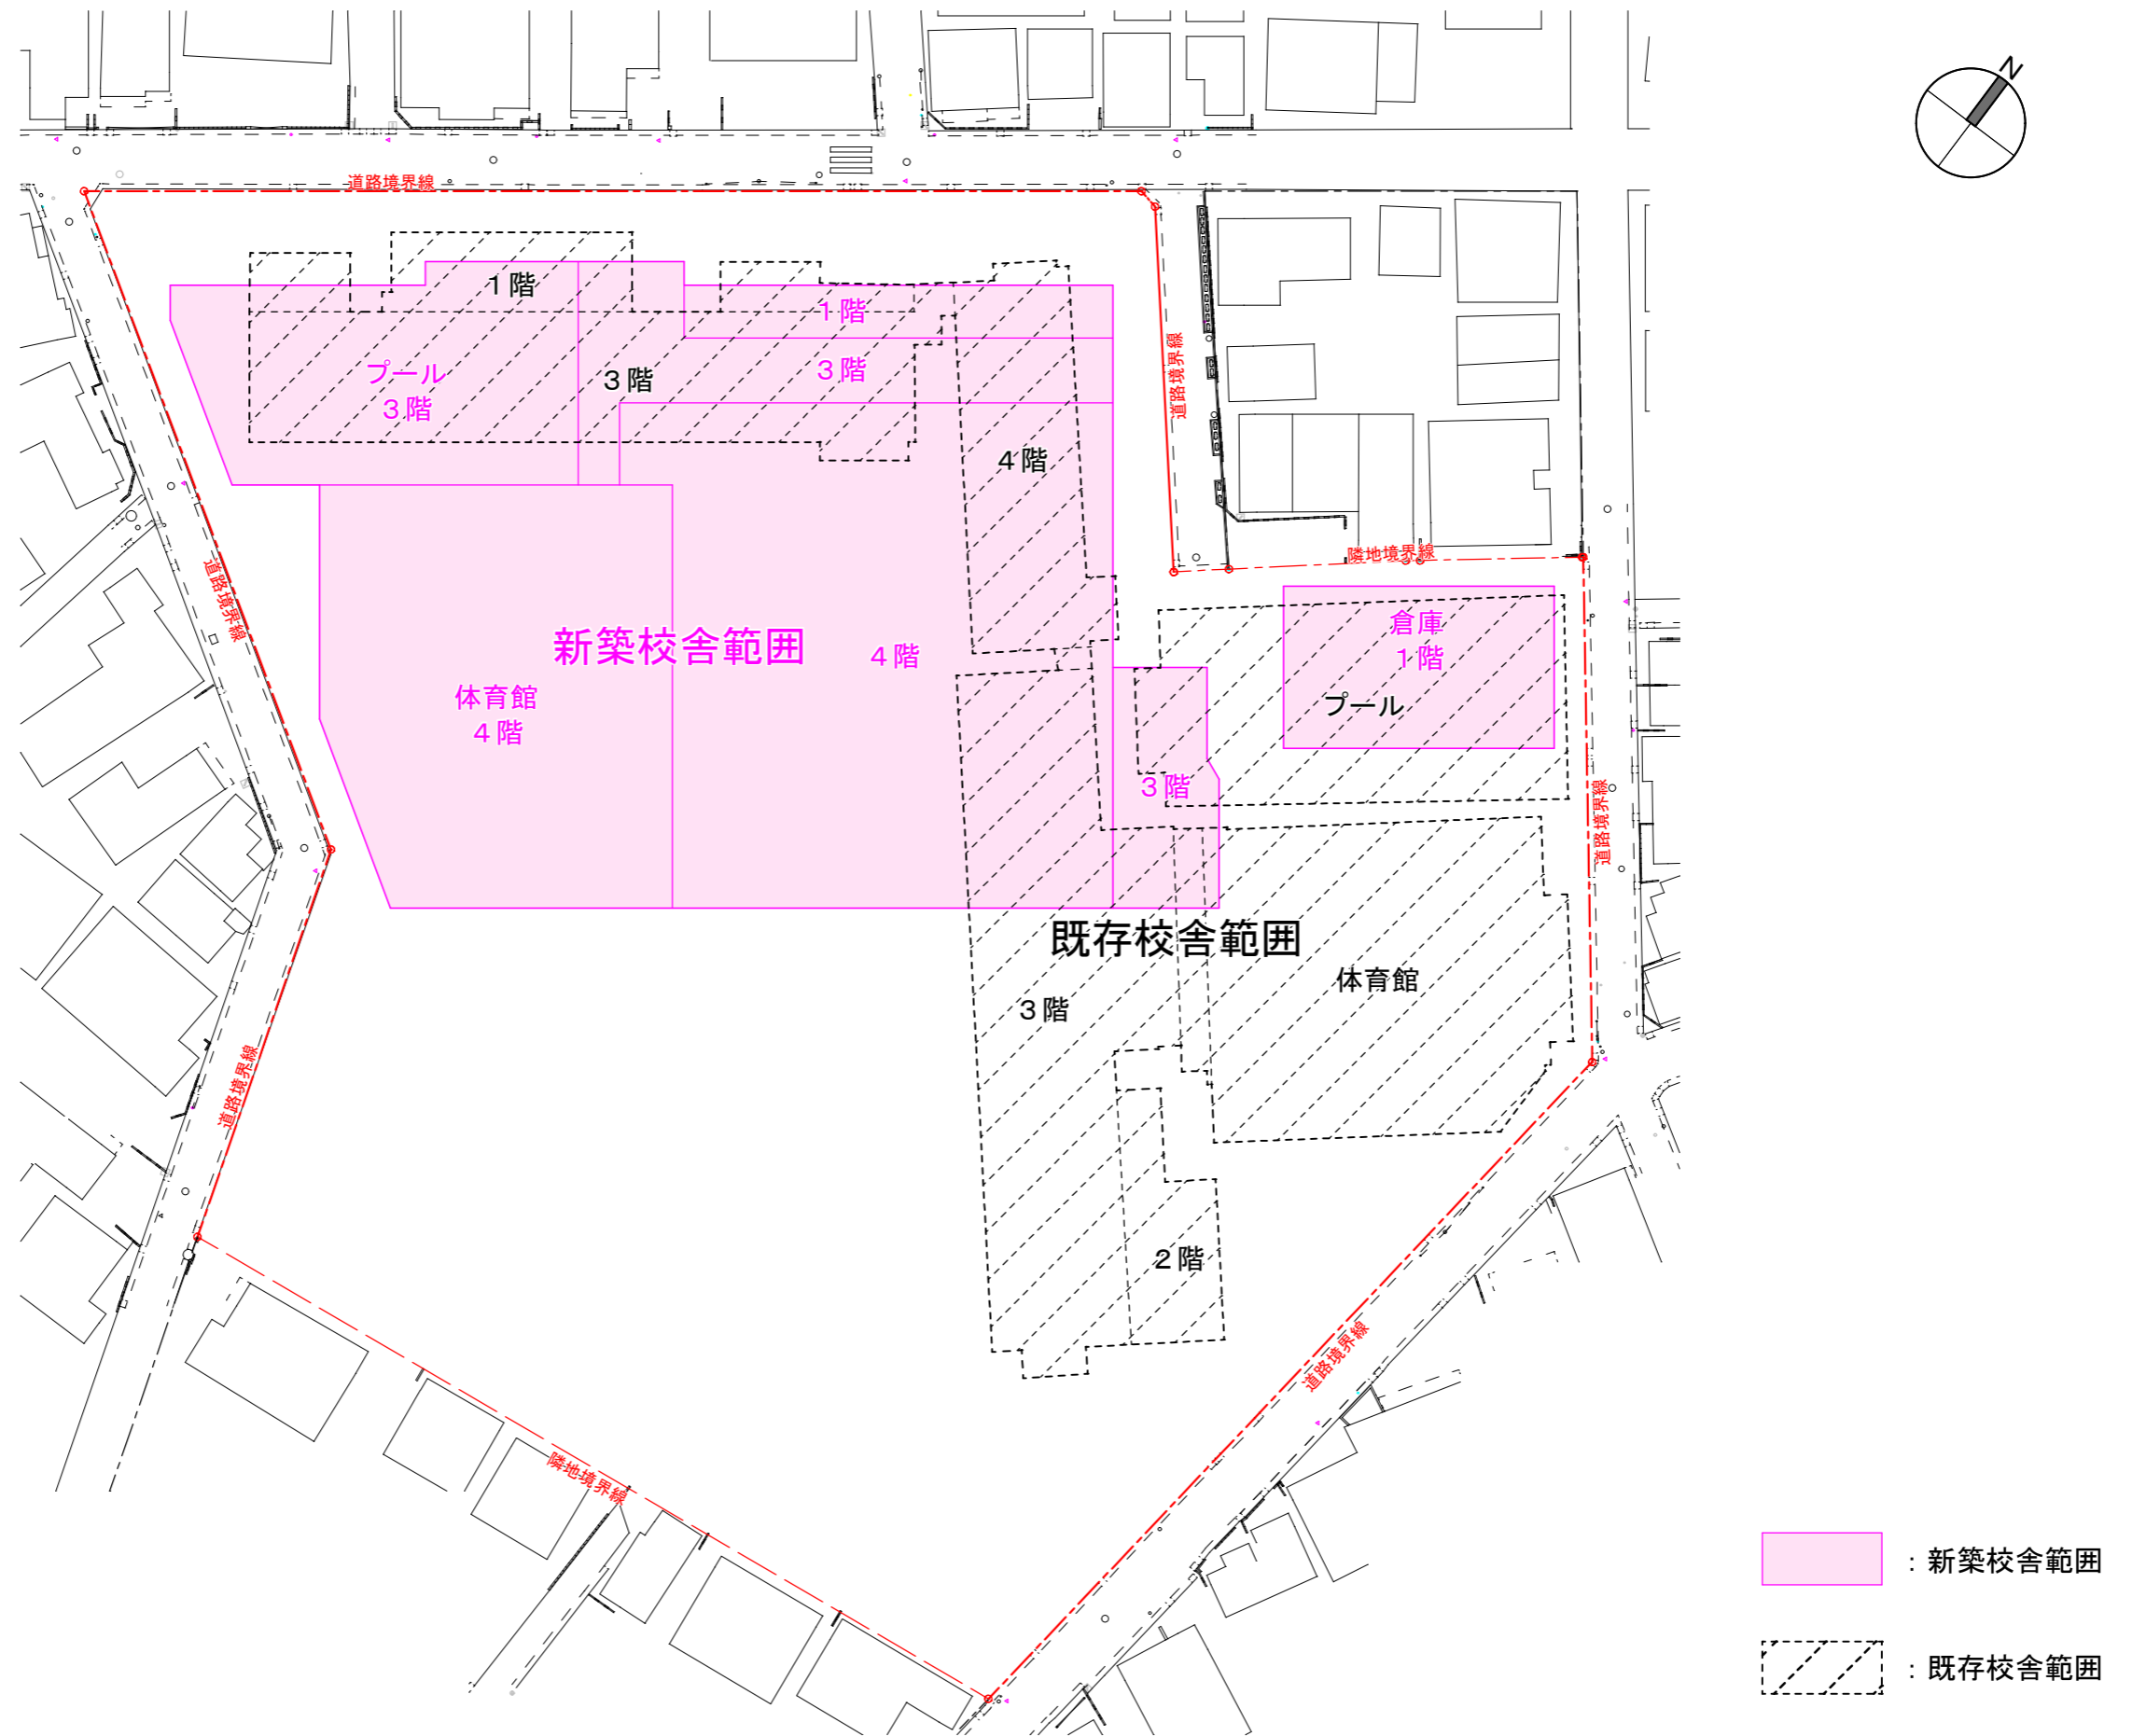 N
道路境界線
1階
1階
プール
3階
3階
3階
道路境界線
4階
隣地境界線
道路境界線
倉庫
1階
新築校舎範囲
4階
体育館
4階
プール
3階
道路境界線
既存校舎範囲
体育館
3階
道路境界線
2階
道路境界線
隣地境界線
：新築校舎範囲
：既存校舎範囲